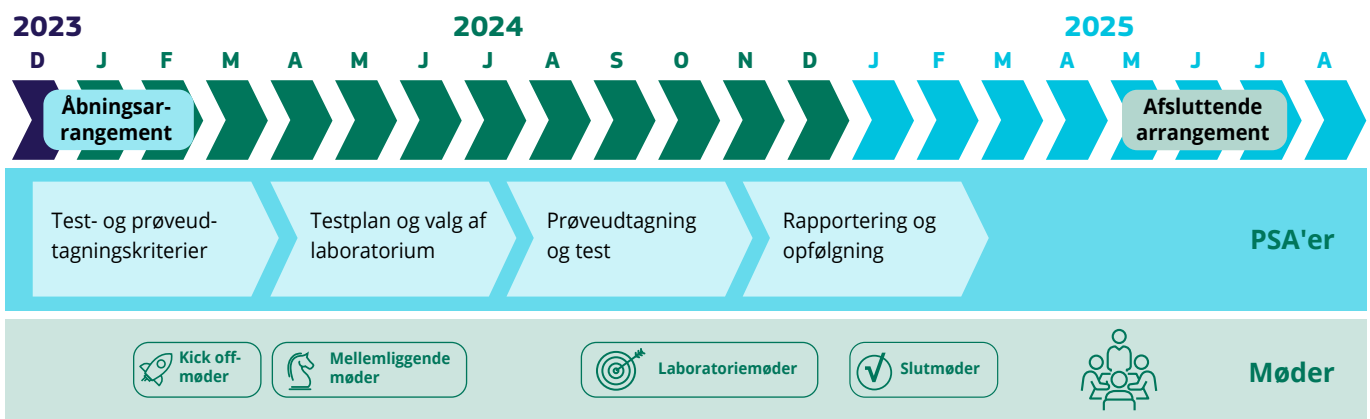 2023 2024 2025
D J F M A M J J A S O N D J F M A M J J A
Åbningsar-
rangement
Afsluttende
arrangement
Test- og prøveud-
tagningskriterier
Testplan og valg af
laboratorium
Prøveudtagning
og test
Rapportering og
opfølgning
PSA'er
Kick off-
møder
Mellemliggende
møder
Laboratoriemøder
Slutmøder
Møder